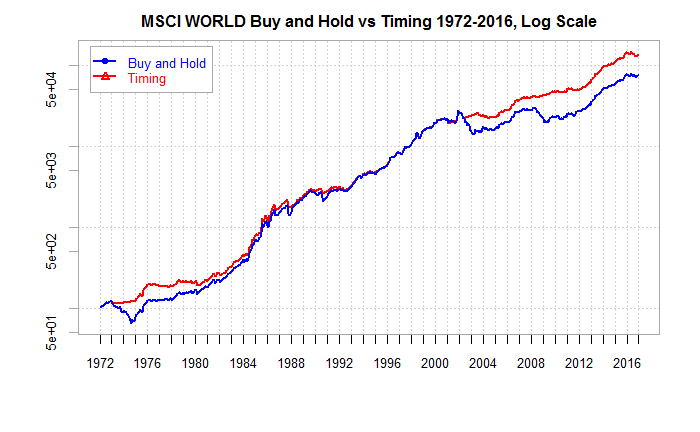 MSCI WORLD Buy and Hold vs Timing 1972-2016, Log Scale
Buy and Hold
Timing
5e+04
5e+03
5e+02
5e+01
1972 1976 1980 1984 1988 1992 1996 2000 2004 2008 2012 2016